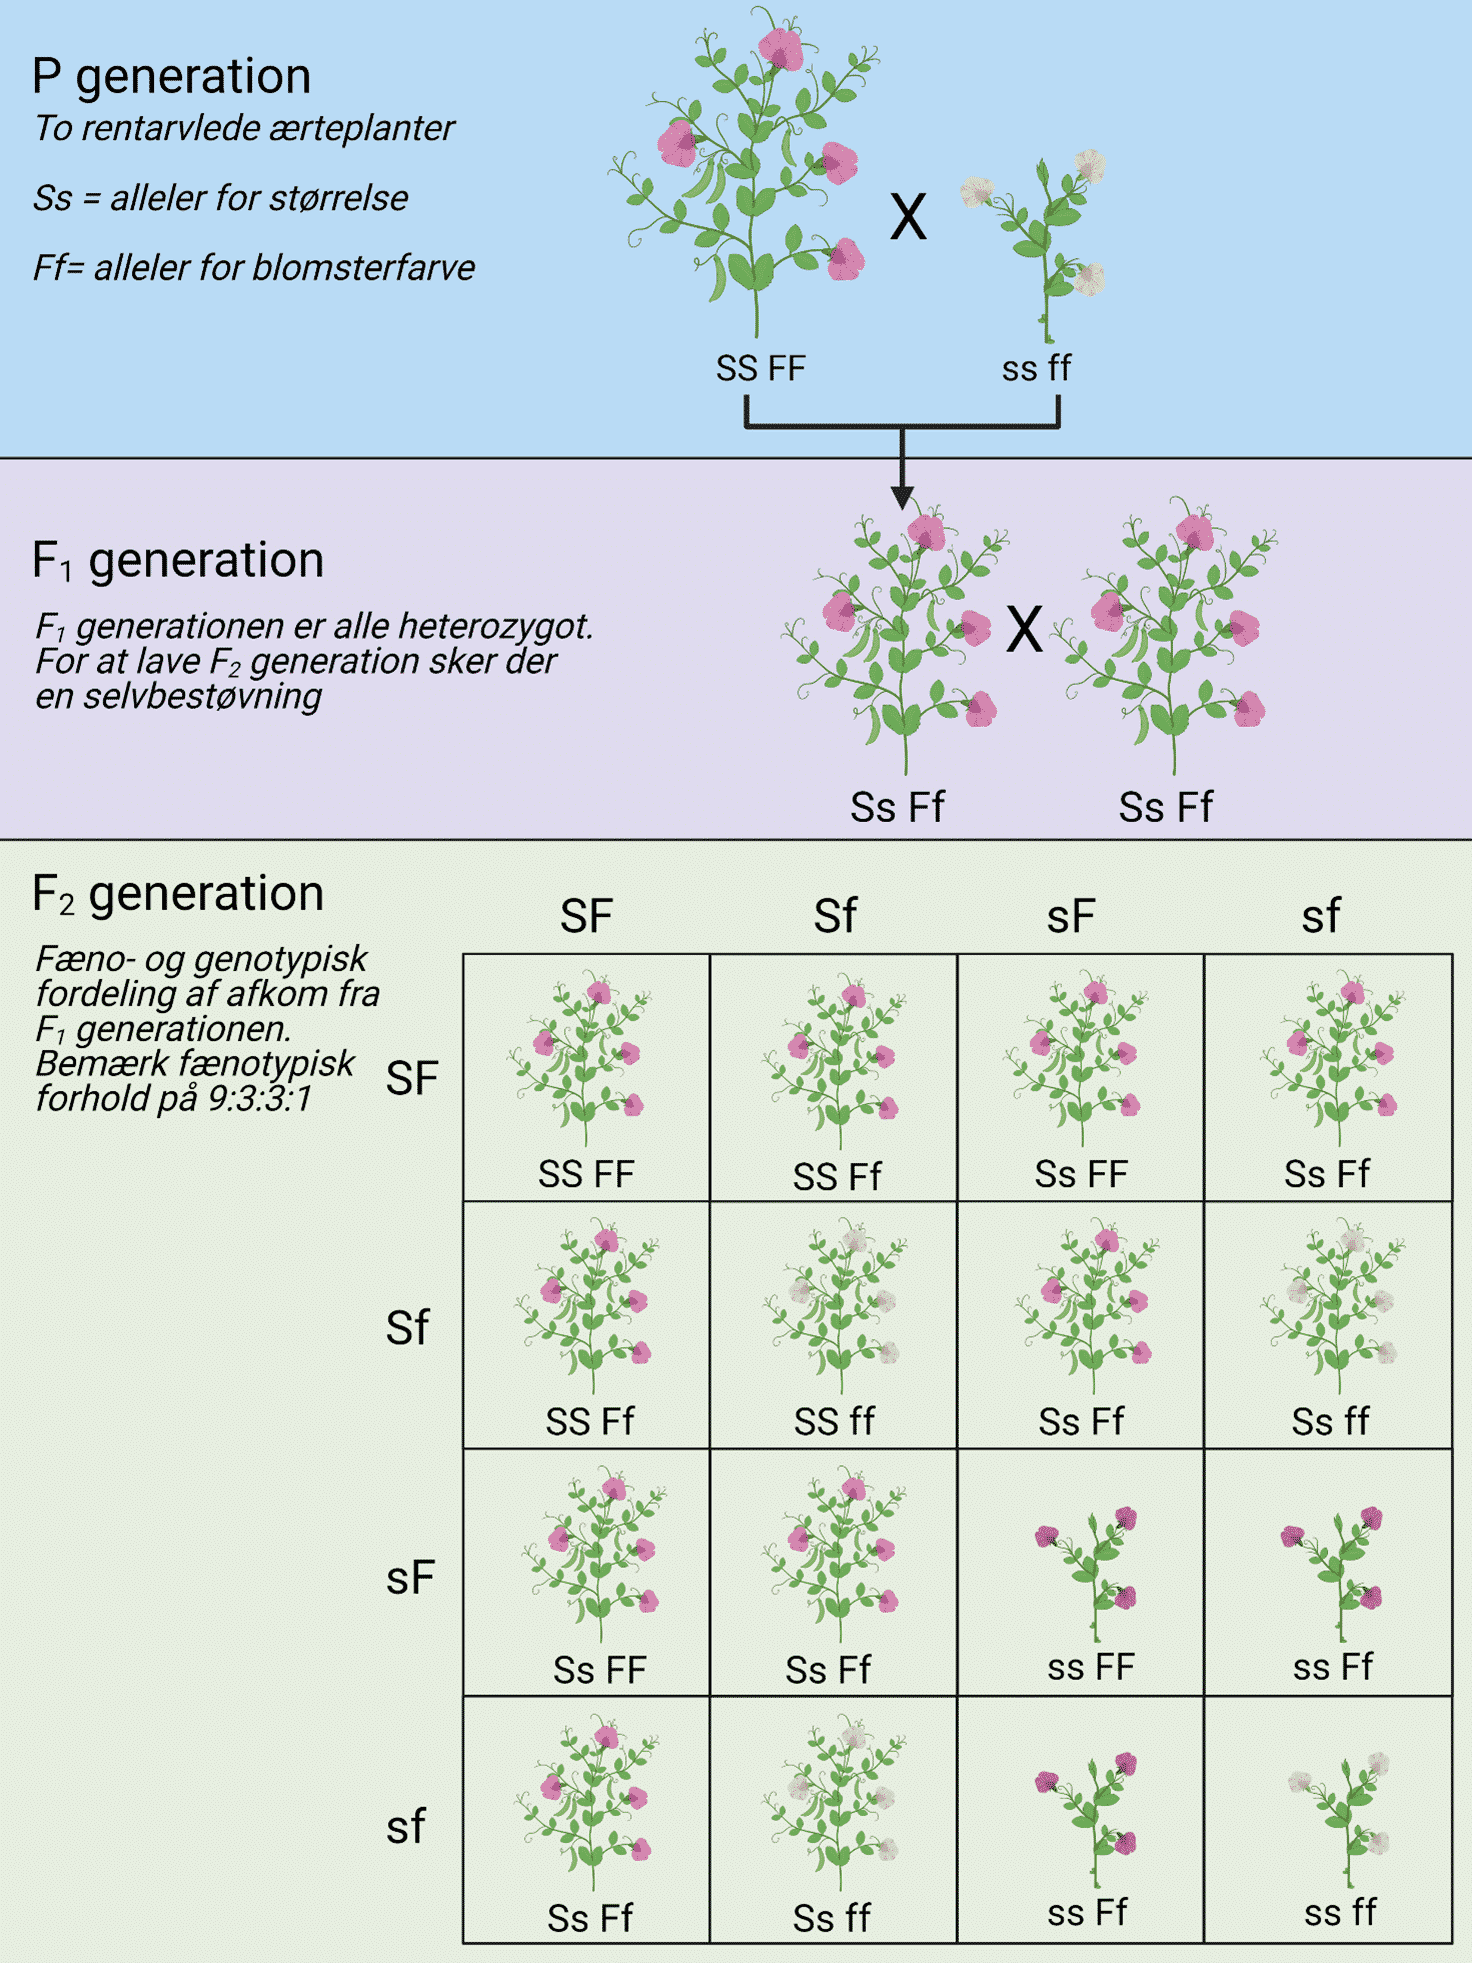 P generation
To rentarvlede ærteplanter
Ss = alleler for størrelse
Ff= alleler for blomsterfarve
X
SS FF
ss ff
F₁ generation
F₁ generationen er alle heterozygot.
For at lave F₂ generation sker der
en selvbestøvning
X
Ss Ff
Ss Ff
F₂ generation
Fæno- og genotypisk
fordeling af afkom fra
F₁ generationen.
Bemærk fænotypisk
forhold på 9:3:3:1
SF Sf sF sf
SF
SS FF SS Ff Ss FF Ss Ff
Sf
SS Ff SS ff Ss Ff Ss ff
sF
Ss FF Ss Ff ss FF ss Ff
sf
Ss Ff Ss ff ss Ff ss ff